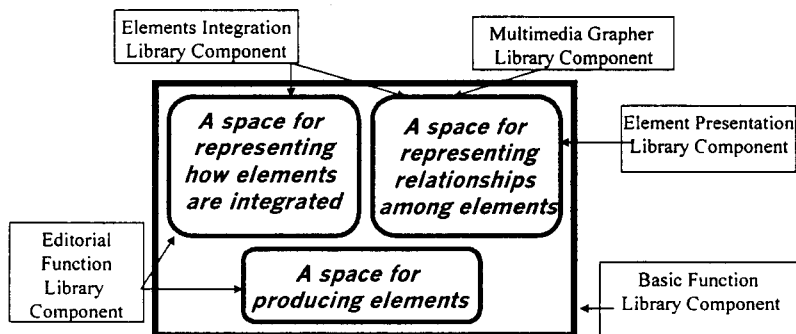 Elements Integration
Library Component
Multimedia Grapher
Library Component
A space for
representing
how elements
are integrated
A space for
representing
relationships
among elements
Element Presentation
Library Component
Editorial
Function
Library
Component
A space for
producing elements
Basic Function
Library Component